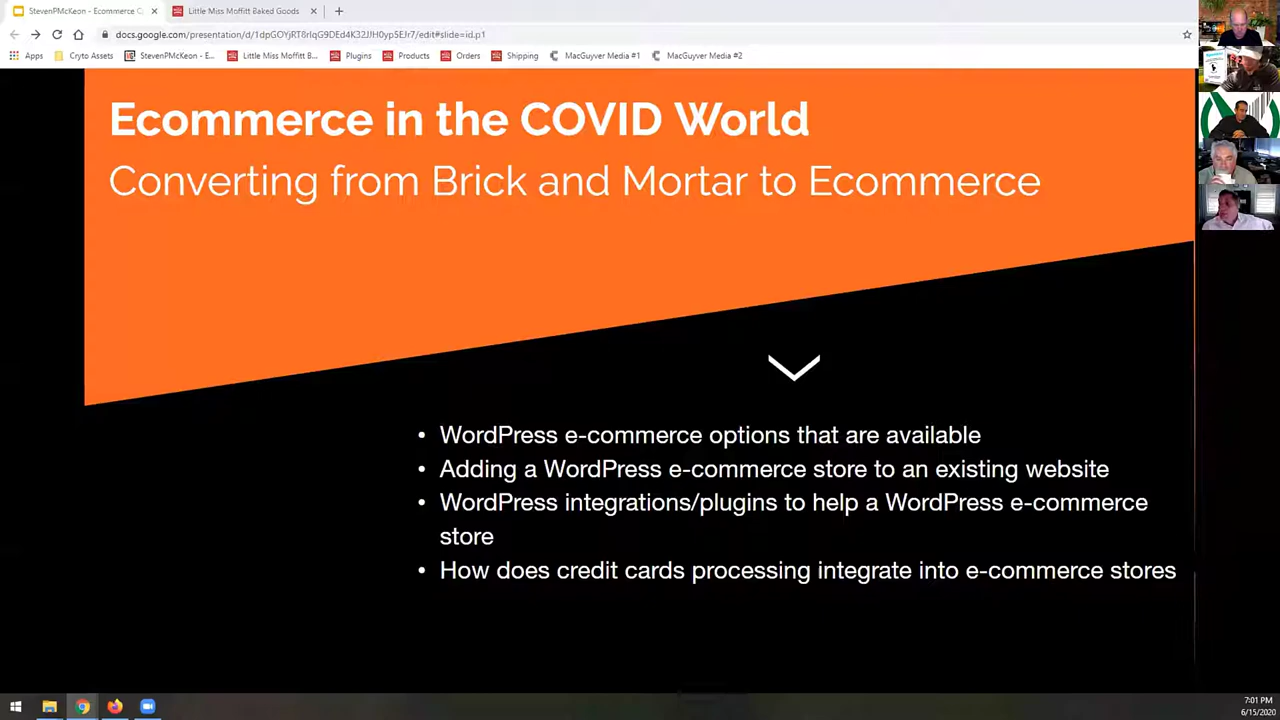 StevenPMcKeon - Ecommerce C
Little Miss Moffitt Baked Goods
docs.google.com/presentation/d/1dpGOYjRT8rlqG9DEd4K32JJH0yp5EJr7/edit#slide=id.p1
Apps
Cryto Assets
StevenPMcKeon - E...
Little Miss Moffitt B...
Plugins
Products
Orders
Shipping
MacGuyver Media #1
MacGuyver Media #2
Ecommerce in the COVID World
Converting from Brick and Mortar to Ecommerce
• WordPress e-commerce options that are available
• Adding a WordPress e-commerce store to an existing website
• WordPress integrations/plugins to help a WordPress e-commerce
store
• How does credit cards processing integrate into e-commerce stores
7:01 PM
6/15/2020